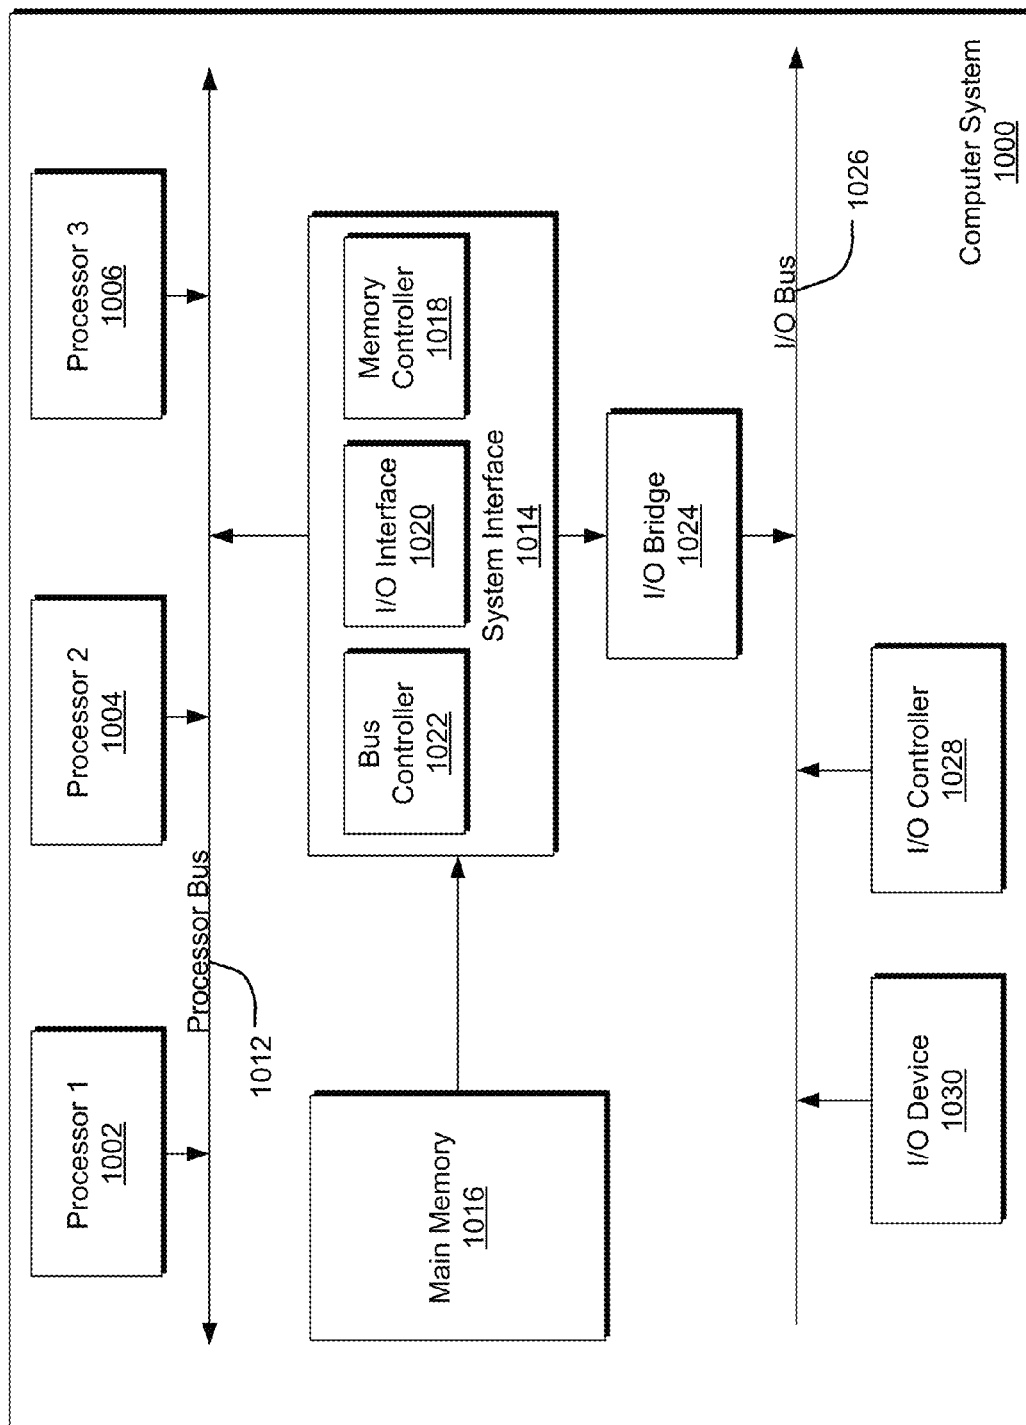 Processor 1
1002
Processor 2
1004
Processor 3
1006
Processor Bus
1012
Main Memory
1016
Bus
Controller
1022
I/O Interface
1020
Memory
Controller
1018
System Interface
1014
I/O Bridge
1024
I/O Bus
1026
I/O Device
1030
I/O Controller
1028
Computer System
1000